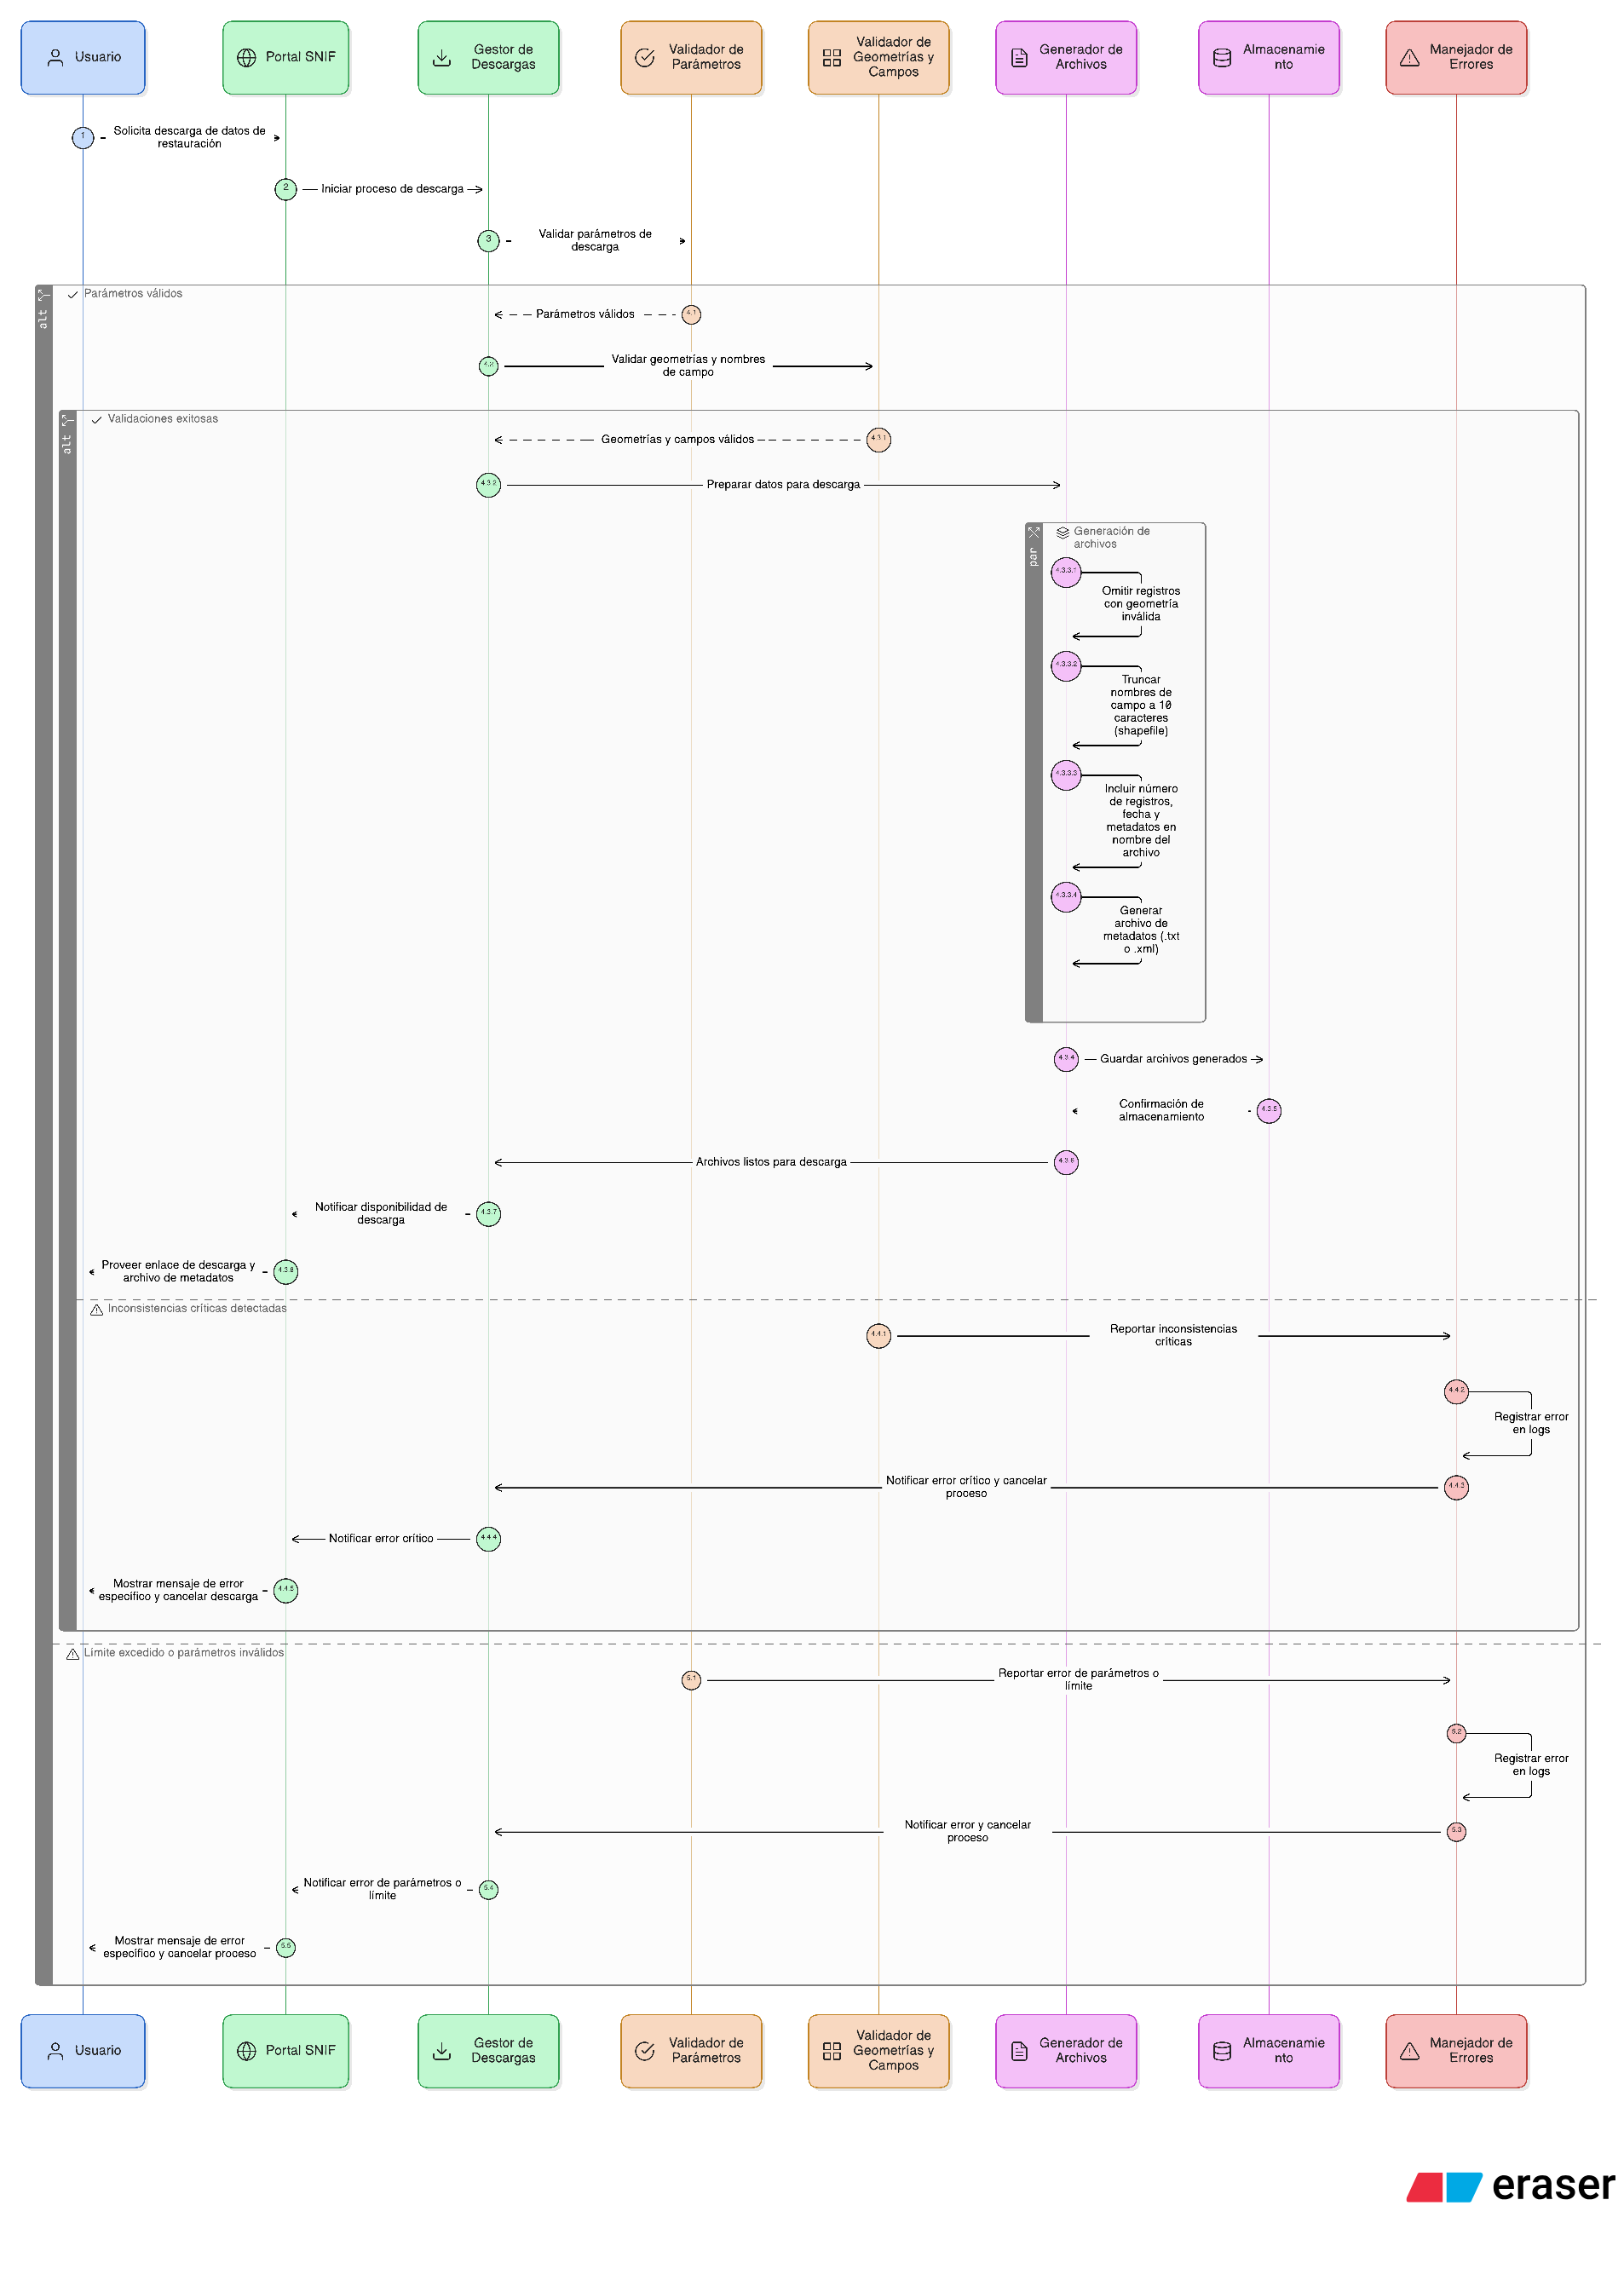 Usuario
Portal SNIF
Gestor de
Descargas
Validador de
Parámetros
Validador de
Geometrías y
Campos
Generador de
Archivos
Almacenamie
nto
Manejador de
Errores
1
Solicita descarga de datos de
restauración
2
Iniciar proceso de descarga
3
Validar parámetros de
descarga
alt
Parámetros válidos
4.1
Parámetros válidos
4.2
Validar geometrías y nombres
de campo
alt
Validaciones exitosas
4.3.1
Geometrías y campos válidos
4.3.2
Preparar datos para descarga
par
Generación de
archivos
4.3.3.1
Omitir registros
con geometría
inválida
4.3.3.2
Truncar
nombres de
campo a 10
caracteres
(shapefile)
4.3.3.3
Incluir número
de registros,
fecha y
metadatos en
nombre del
archivo
4.3.3.4
Generar
archivo de
metadatos (.txt
o .xml)
4.3.4
Guardar archivos generados
4.3.5
Confirmación de
almacenamiento
4.3.6
Archivos listos para descarga
4.3.7
Notificar disponibilidad de
descarga
4.3.8
Proveer enlace de descarga y
archivo de metadatos
Inconsistencias críticas detectadas
4.4.1
Reportar inconsistencias
críticas
4.4.2
Registrar error
en logs
4.4.3
Notificar error crítico y cancelar
proceso
4.4.4
Notificar error crítico
4.4.5
Mostrar mensaje de error
específico y cancelar descarga
Límite excedido o parámetros inválidos
5.1
Reportar error de parámetros o
límite
5.2
Registrar error
en logs
5.3
Notificar error y cancelar
proceso
5.4
Notificar error de parámetros o
límite
5.5
Mostrar mensaje de error
específico y cancelar proceso
Usuario
Portal SNIF
Gestor de
Descargas
Validador de
Parámetros
Validador de
Geometrías y
Campos
Generador de
Archivos
Almacenamie
nto
Manejador de
Errores
eraser